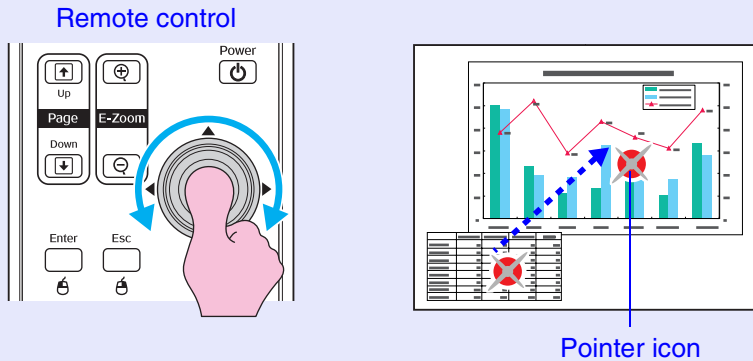 Remote control
Power
Up
Page
E-Zoom
Down
Enter
Esc
Pointer icon